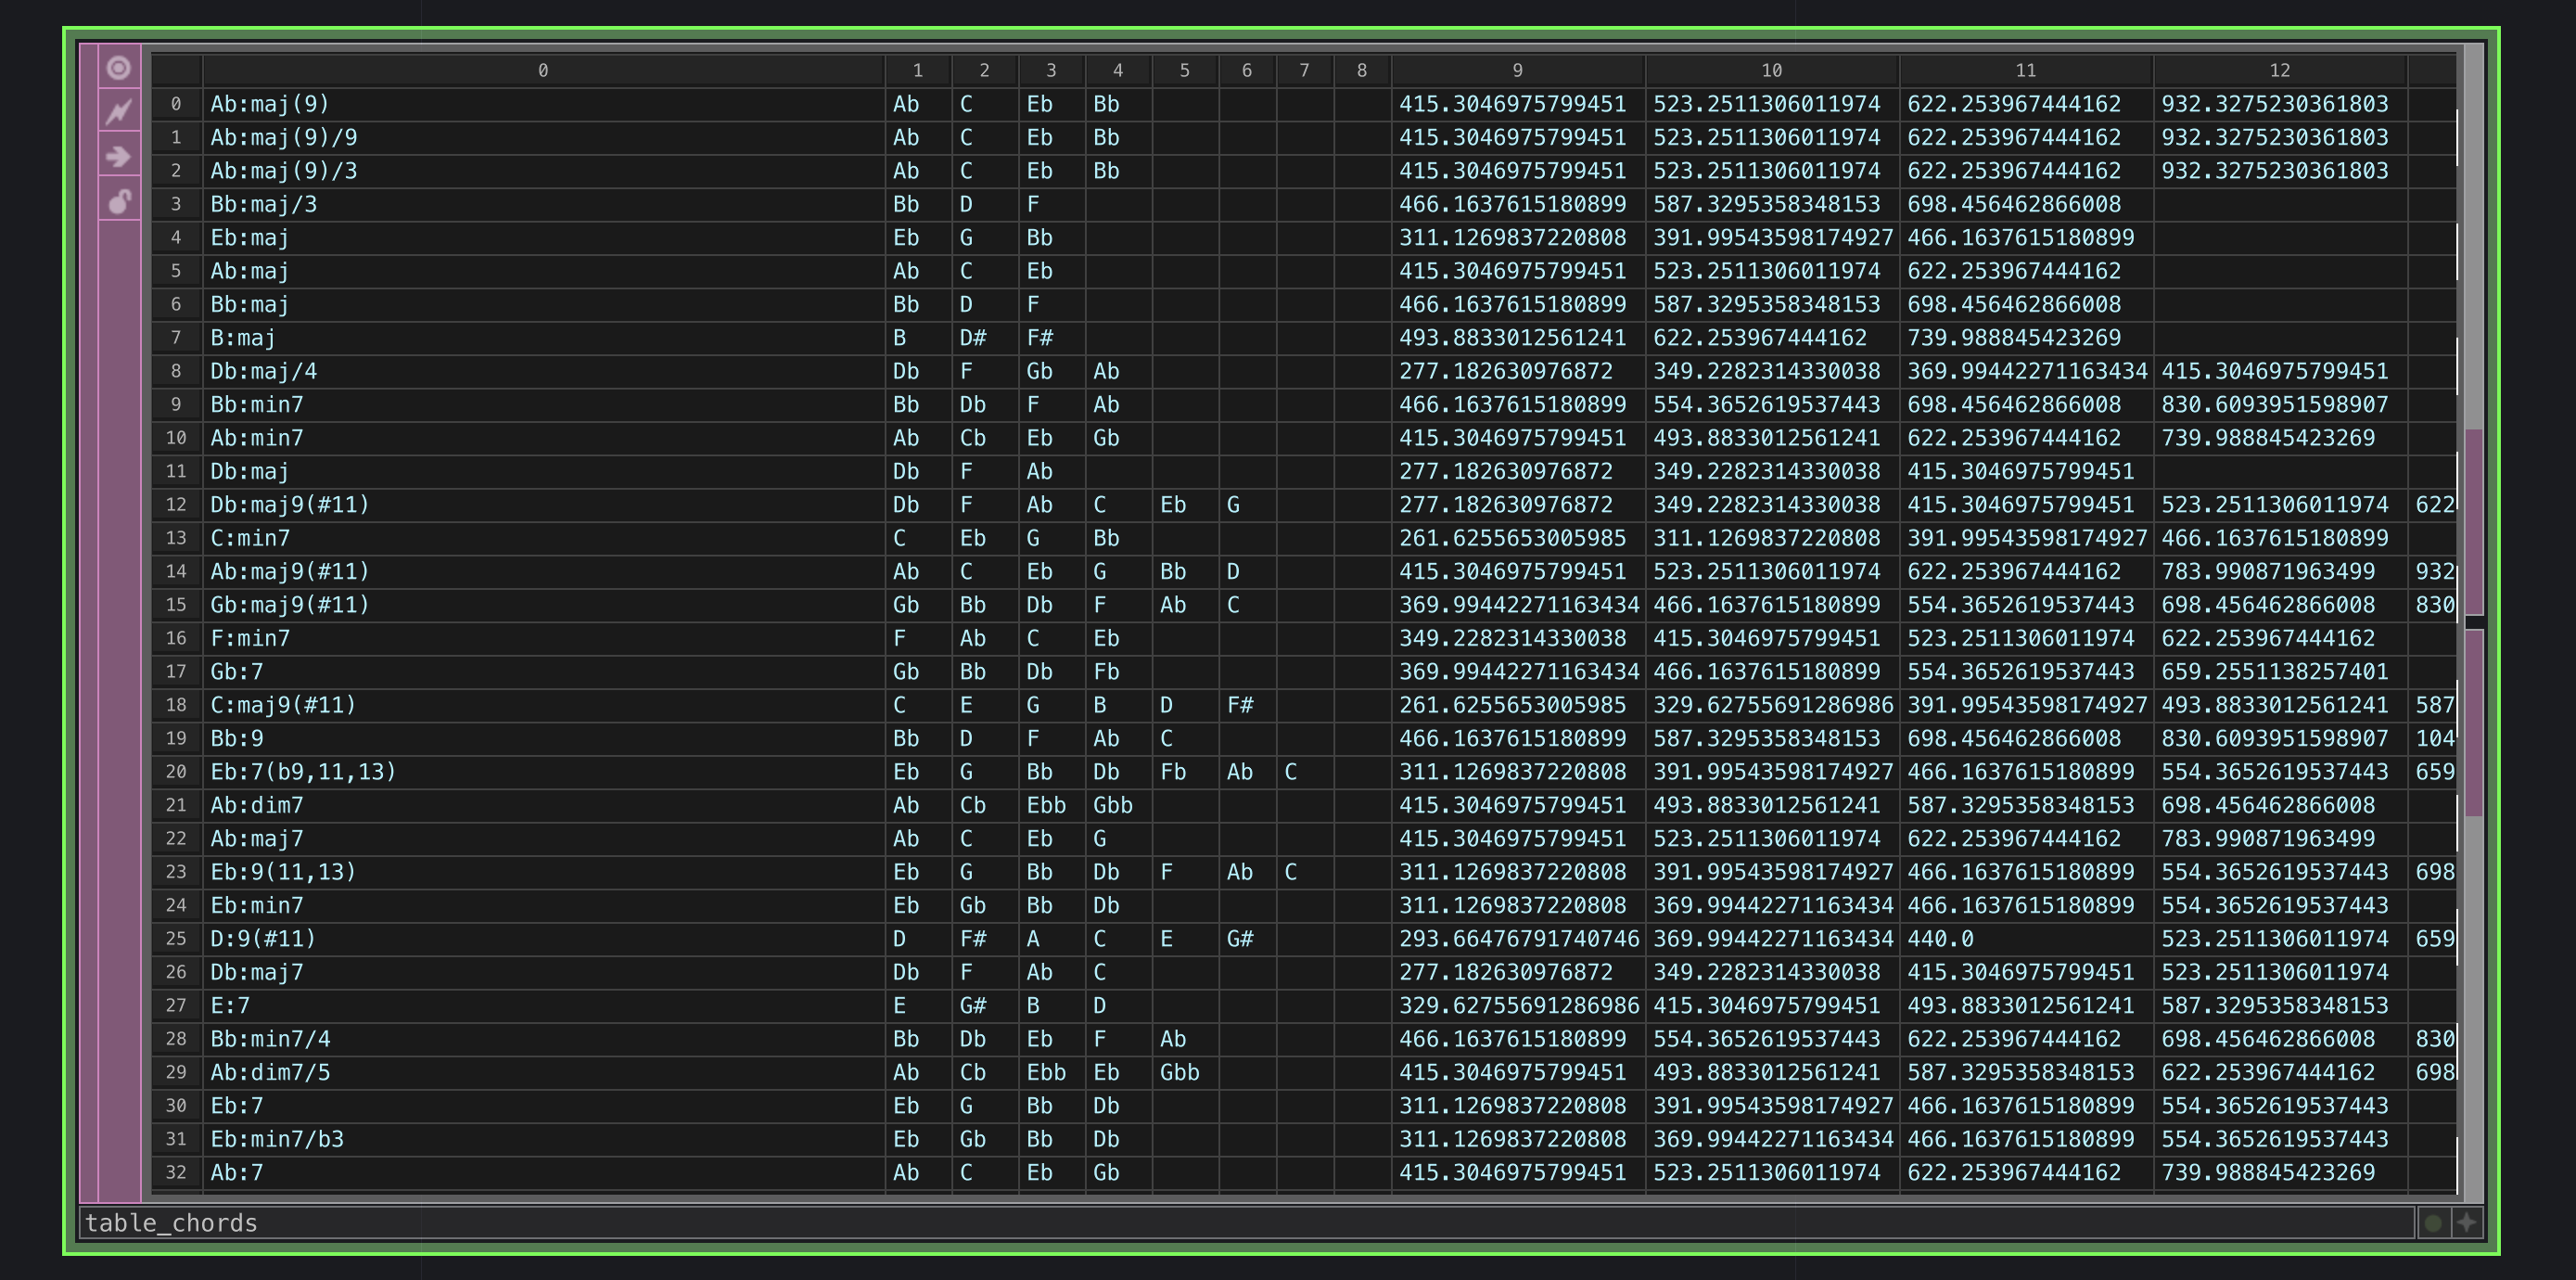 0 1 2 3 4 5 6 7 8 9 10 11 12
0 Ab:maj(9) Ab C Eb Bb 415.3046975799451 523.2511306011974 622.253967444162 932.3275230361803
1 Ab:maj(9)/9 Ab C Eb Bb 415.3046975799451 523.2511306011974 622.253967444162 932.3275230361803
2 Ab:maj(9)/3 Ab C Eb Bb 415.3046975799451 523.2511306011974 622.253967444162 932.3275230361803
3 Bb:maj/3 Bb D F 466.1637615180899 587.3295358348153 698.456462866008
4 Eb:maj Eb G Bb 311.1269837220808 391.99543598174927 466.1637615180899
5 Ab:maj Ab C Eb 415.3046975799451 523.2511306011974 622.253967444162
6 Bb:maj Bb D F 466.1637615180899 587.3295358348153 698.456462866008
7 B:maj B D# F# 493.8833012561241 622.253967444162 739.988845423269
8 Db:maj/4 Db F Gb Ab 277.182630976872 349.2282314330038 369.99442271163434 415.3046975799451
9 Bb:min7 Bb Db F Ab 466.1637615180899 554.3652619537443 698.456462866008 830.6093951598907
10 Ab:min7 Ab Cb Eb Gb 415.3046975799451 493.8833012561241 622.253967444162 739.988845423269
11 Db:maj Db F Ab 277.182630976872 349.2282314330038 415.3046975799451
12 Db:maj9(#11) Db F Ab C Eb G 277.182630976872 349.2282314330038 415.3046975799451 523.2511306011974 622
13 C:min7 C Eb G Bb 261.6255653005985 311.1269837220808 391.99543598174927 466.1637615180899
14 Ab:maj9(#11) Ab C Eb G Bb D 415.3046975799451 523.2511306011974 622.253967444162 783.990871963499 932
15 Gb:maj9(#11) Gb Bb Db F Ab C 369.99442271163434 466.1637615180899 554.3652619537443 698.456462866008 830
16 F:min7 F Ab C Eb 349.2282314330038 415.3046975799451 523.2511306011974 622.253967444162
17 Gb:7 Gb Bb Db Fb 369.99442271163434 466.1637615180899 554.3652619537443 659.2551138257401
18 C:maj9(#11) C E G B D F# 261.6255653005985 329.62755691286986 391.99543598174927 493.8833012561241 587
19 Bb:9 Bb D F Ab C 466.1637615180899 587.3295358348153 698.456462866008 830.6093951598907 104
20 Eb:7(b9,11,13) Eb G Bb Db Fb Ab C 311.1269837220808 391.99543598174927 466.1637615180899 554.3652619537443 659
21 Ab:dim7 Ab Cb Ebb Gbb 415.3046975799451 493.8833012561241 587.3295358348153 698.456462866008
22 Ab:maj7 Ab C Eb G 415.3046975799451 523.2511306011974 622.253967444162 783.990871963499
23 Eb:9(11,13) Eb G Bb Db F Ab C 311.1269837220808 391.99543598174927 466.1637615180899 554.3652619537443 698
24 Eb:min7 Eb Gb Bb Db 311.1269837220808 369.99442271163434 466.1637615180899 554.3652619537443
25 D:9(#11) D F# A C E G# 293.66476791740746 369.99442271163434 440.0 523.2511306011974 659
26 Db:maj7 Db F Ab C 277.182630976872 349.2282314330038 415.3046975799451 523.2511306011974
27 E:7 E G# B D 329.62755691286986 415.3046975799451 493.8833012561241 587.3295358348153
28 Bb:min7/4 Bb Db Eb F Ab 466.1637615180899 554.3652619537443 622.253967444162 698.456462866008 830
29 Ab:dim7/5 Ab Cb Ebb Eb Gbb 415.3046975799451 493.8833012561241 587.3295358348153 622.253967444162 698
30 Eb:7 Eb G Bb Db 311.1269837220808 391.99543598174927 466.1637615180899 554.3652619537443
31 Eb:min7/b3 Eb Gb Bb Db 311.1269837220808 369.99442271163434 466.1637615180899 554.3652619537443
32 Ab:7 Ab C Eb Gb 415.3046975799451 523.2511306011974 622.253967444162 739.988845423269
table_chords